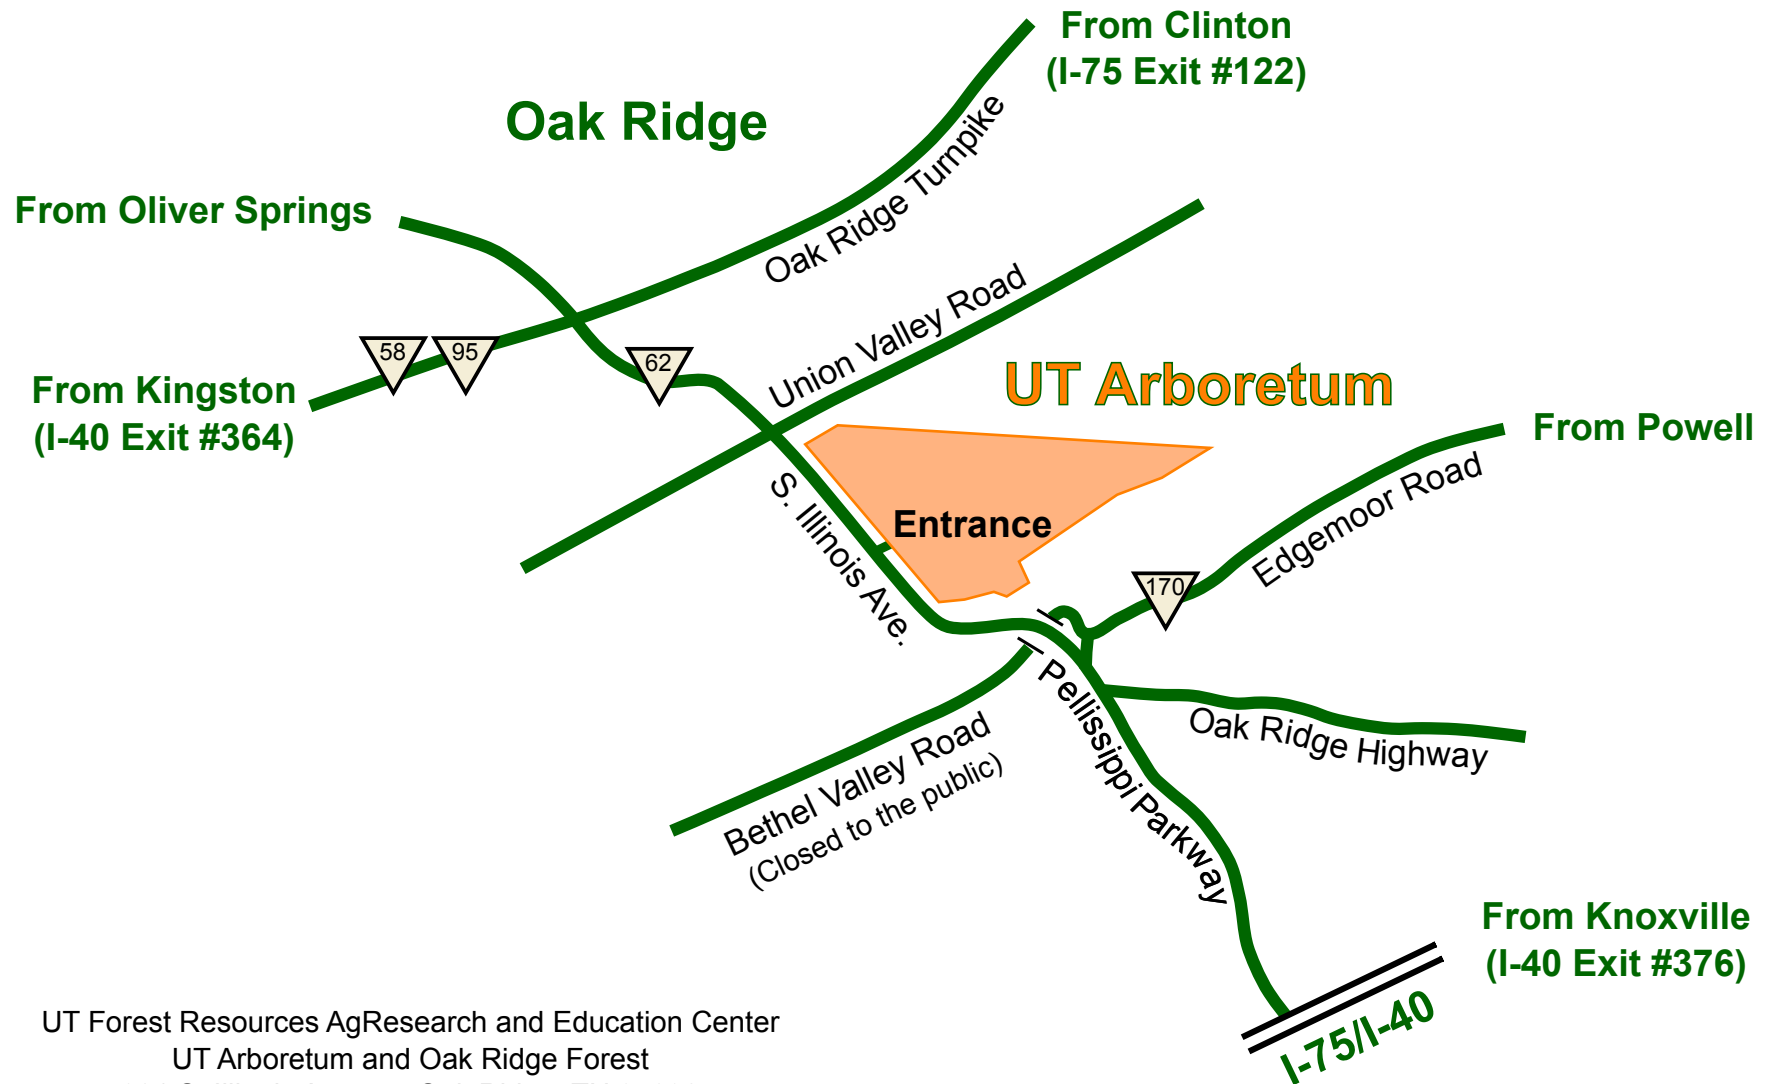 From Clinton
(I-75 Exit #122)
Oak Ridge
Oak Ridge Turnpike
From Oliver Springs
Union Valley Road
58
95
62
From Kingston
(I-40 Exit #364)
UT Arboretum
From Powell
S. Illinois Ave.
Entrance
Edgemoor Road
170
Pellissippi Parkway
Oak Ridge Highway
Bethel Valley Road
(Closed to the public)
From Knoxville
(I-40 Exit #376)
I-75/I-40
UT Forest Resources AgResearch and Education Center
UT Arboretum and Oak Ridge Forest